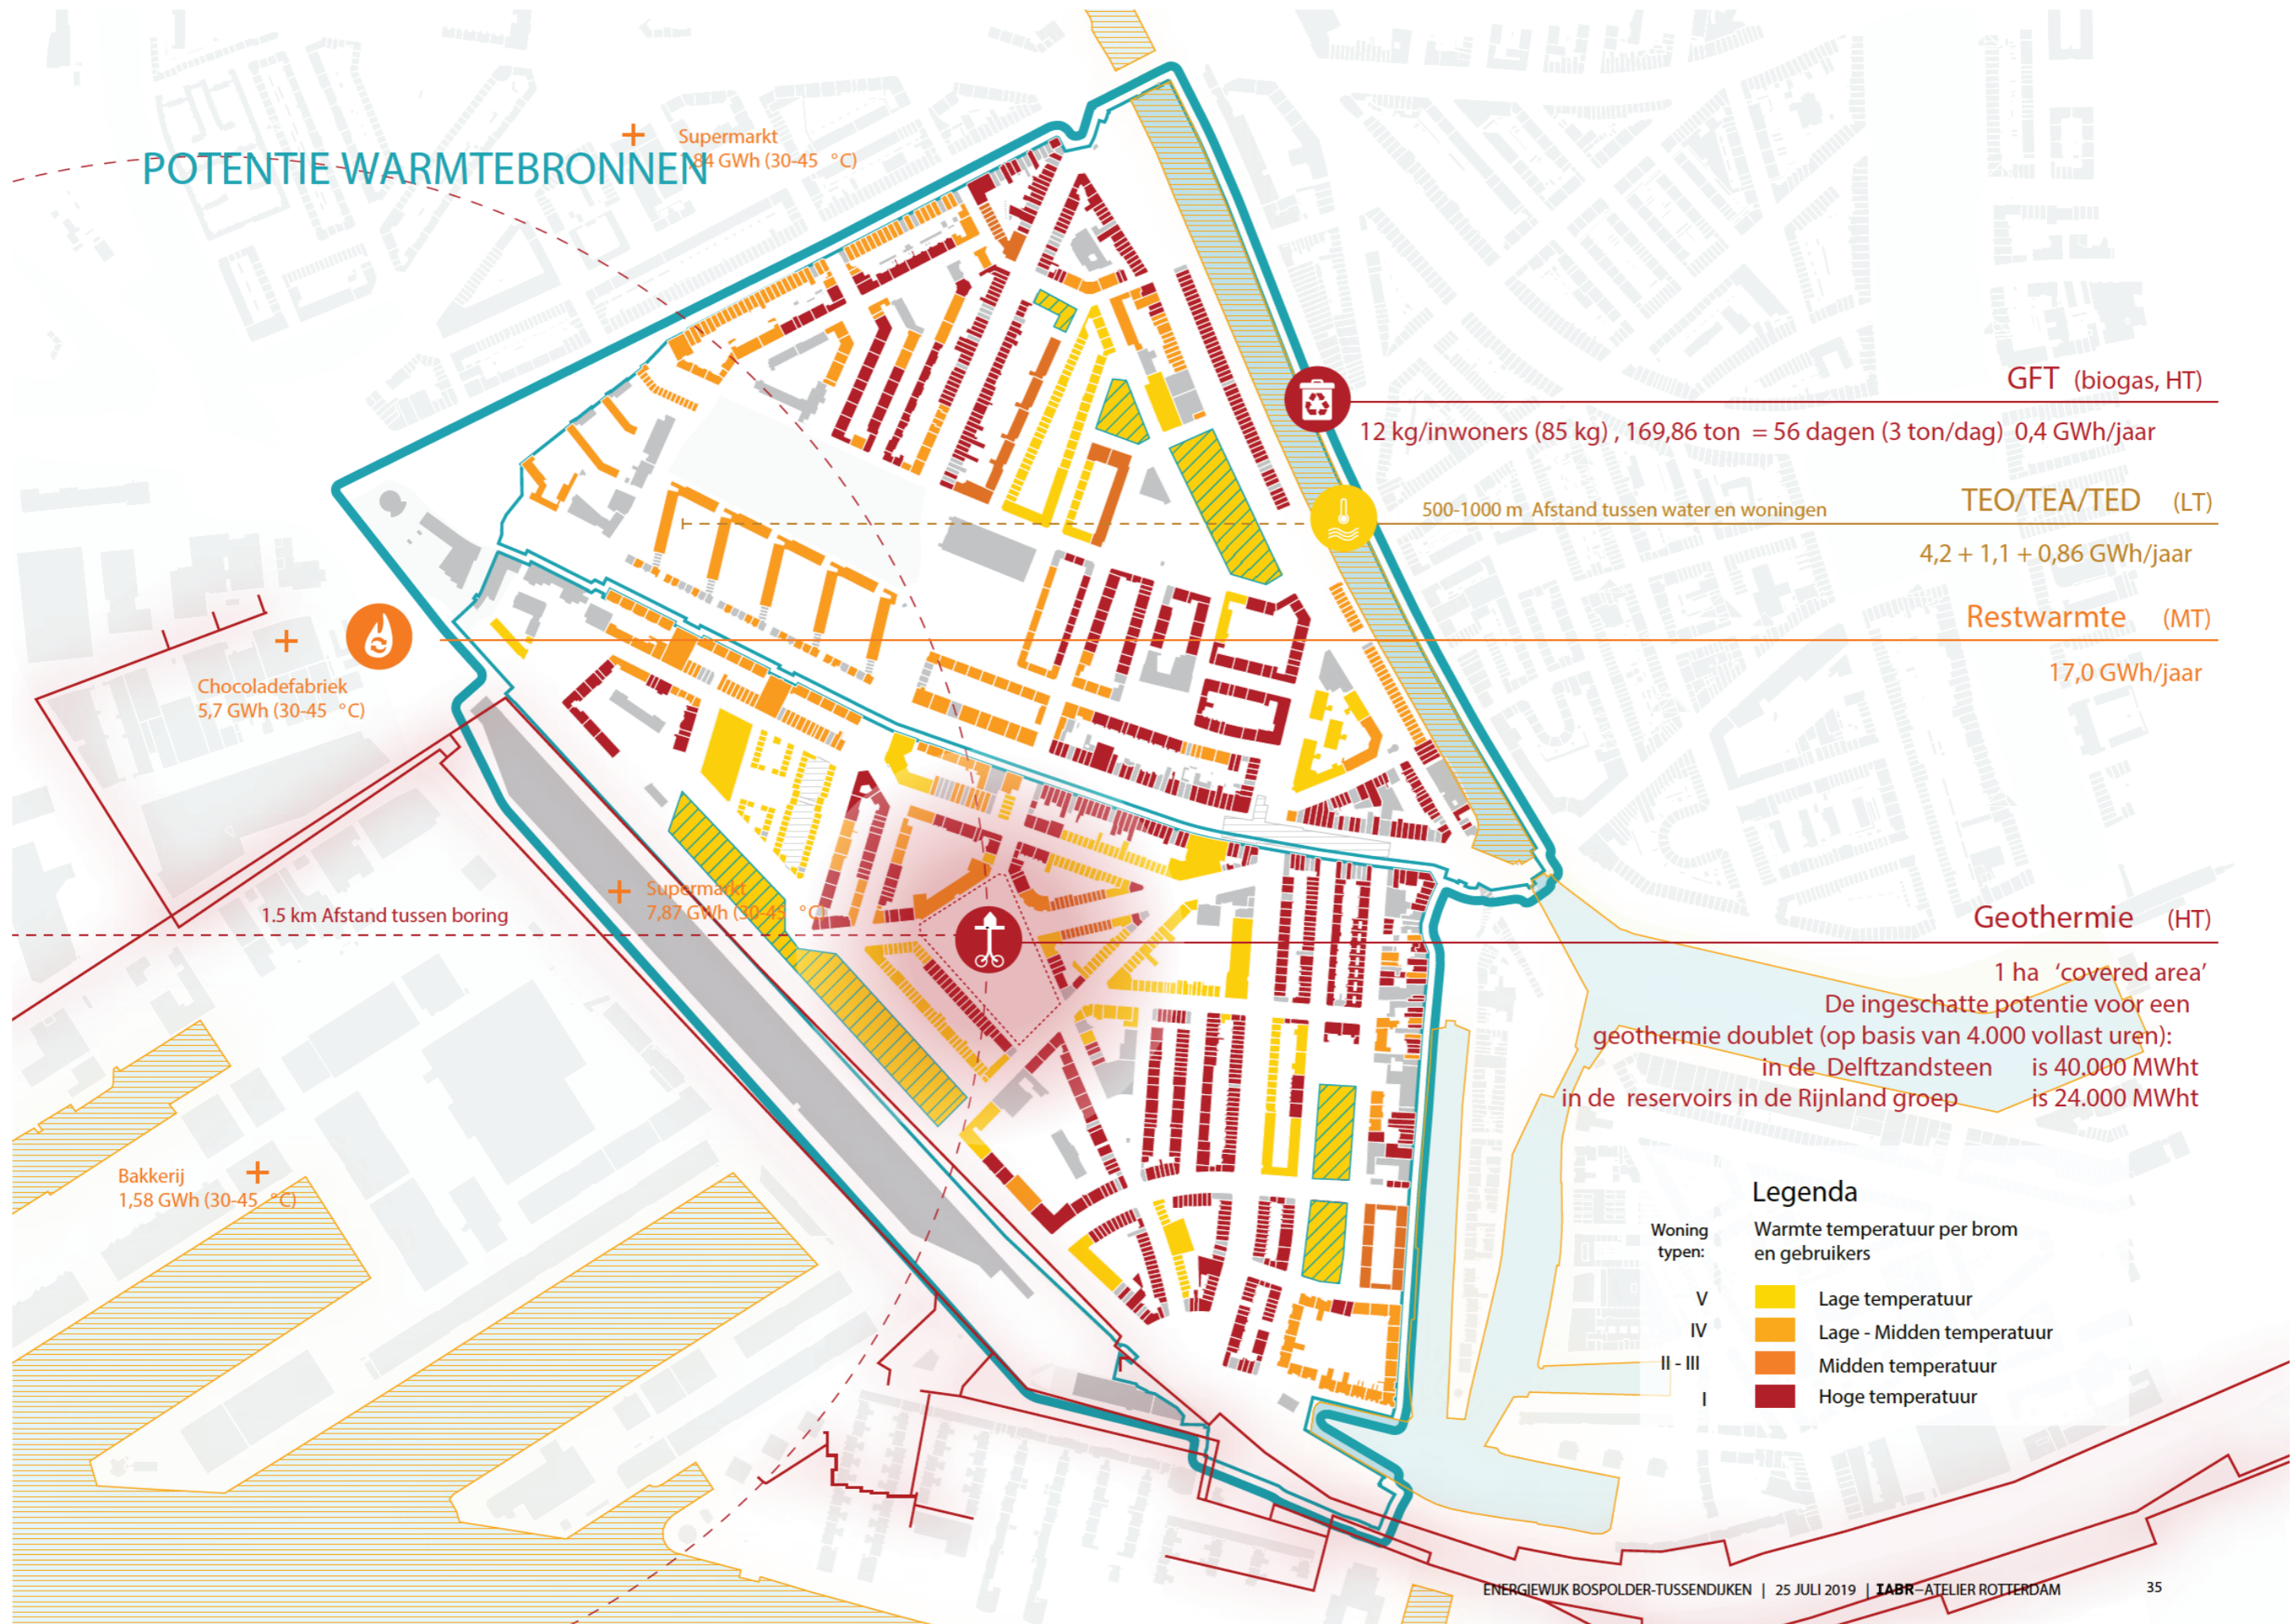 POTENTIE WARMTEBRONNEN
Supermarkt
,84 GWh (30-45 °C)
GFT (biogas, HT)
12 kg/inwoners (85 kg) , 169,86 ton = 56 dagen (3 ton/dag) 0,4 GWh/jaar
500-1000 m Afstand tussen water en woningen
TEO/TEA/TED (LT)
4,2 + 1,1 + 0,86 GWh/jaar
Restwarmte (MT)
17,0 GWh/jaar
Chocoladefabriek
5,7 GWh (30-45 °C)
Supermarkt
7,87 GWh (30-45 °C)
1.5 km Afstand tussen boring
Geothermie (HT)
1 ha 'covered area'
De ingeschatte potentie voor een
geothermie doublet (op basis van 4.000 vollast uren):
in de Delftzandsteen is 40.000 MWht
in de reservoirs in de Rijnland groep is 24.000 MWht
Bakkerij
1,58 GWh (30-45 °C)
Legenda
Woning
typen:
Warmte temperatuur per brom
en gebruikers
V Lage temperatuur
IV Lage - Midden temperatuur
II - III Midden temperatuur
I Hoge temperatuur
ENERGIEWIJK BOSPOLDER-TUSSENDIJKEN | 25 JULI 2019 | IABR–ATELIER ROTTERDAM 35